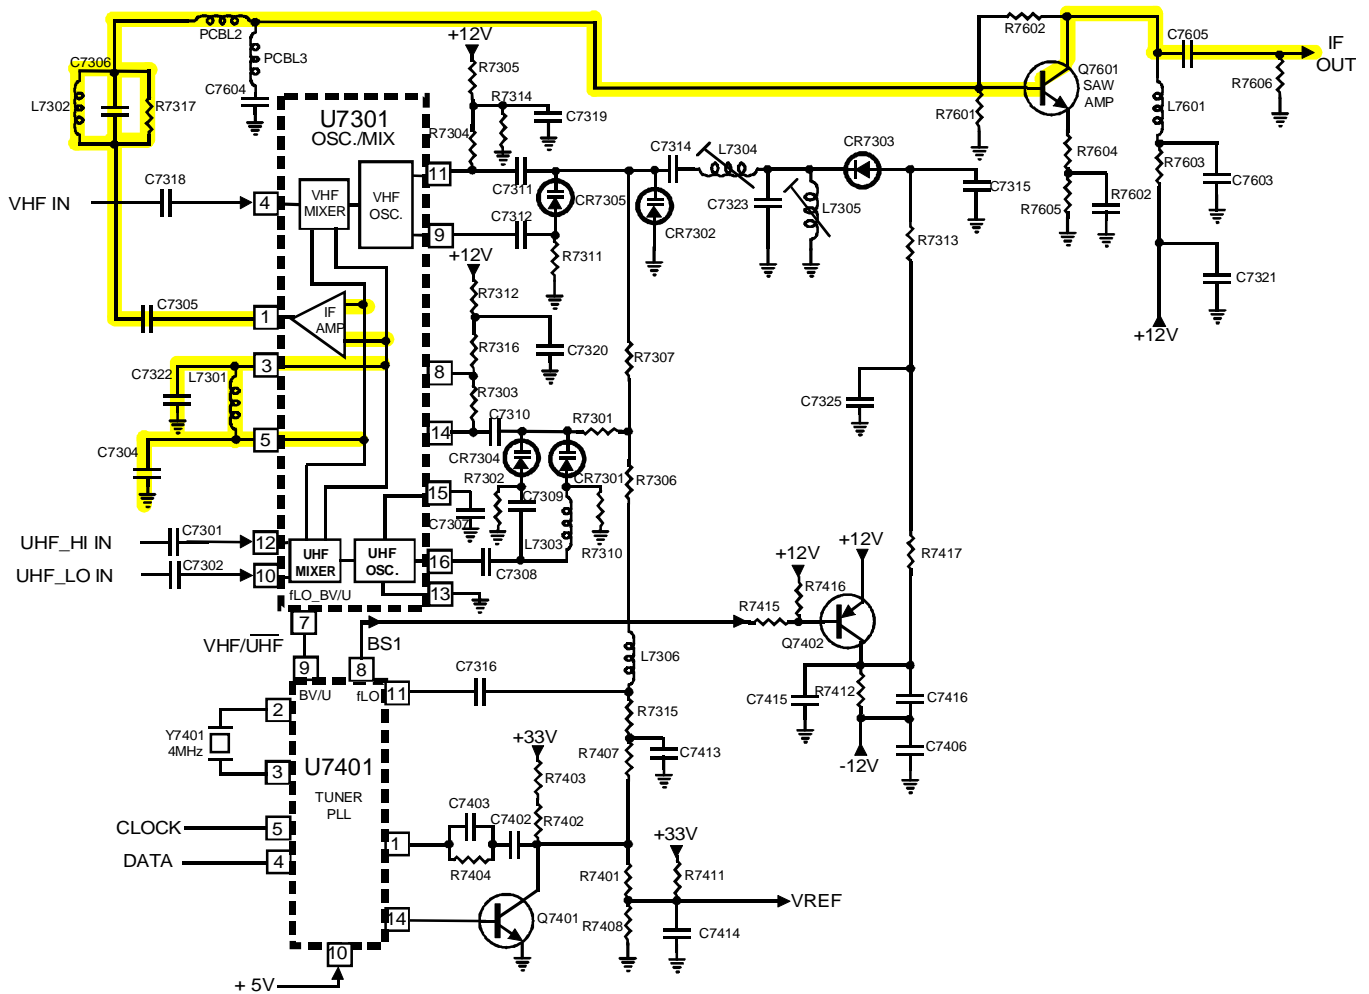 PCBL2
C7306
PCBL3
L7302
R7317
C7604
+12V
R7305
R7314
C7319
R7304
U7301
OSC./MIX
VHF IN
C7318
4
VHF
MIXER
VHF
OSC.
11
9
C7311
C7312
CR7305
R7311
C7314
L7304
CR7302
C7323
L7305
CR7303
C7315
R7313
R7602
R7601
Q7601
SAW
AMP
C7605
IF
OUT
R7606
L7601
R7604
R7603
C7603
R7605
R7602
C7321
+12V
C7305
1
IF
AMP
+12V
R7312
C7320
R7316
8
R7303
C7322
L7301
3
5
C7304
14
C7310
R7301
CR7304
CR7301
R7302
C7309
15
C7307
L7303
R7310
16
C7308
13
R7307
R7306
C7325
UHF_HI IN
C7301
12
UHF_LO IN
C7302
10
UHF
MIXER
UHF
OSC.
fLO_BV/U
7
VHF/UHF
BS1
9
8
BV/U
fLO
11
C7316
L7306
+12V
+12V
R7417
R7416
R7415
Q7402
C7415
R7412
C7416
C7406
-12V
2
Y7401
4MHz
3
U7401
TUNER
PLL
CLOCK
5
DATA
4
1
14
10
+ 5V
+33V
R7403
R7402
C7403
C7402
R7404
Q7401
R7315
C7413
R7407
R7401
R7408
+33V
R7411
VREF
C7414